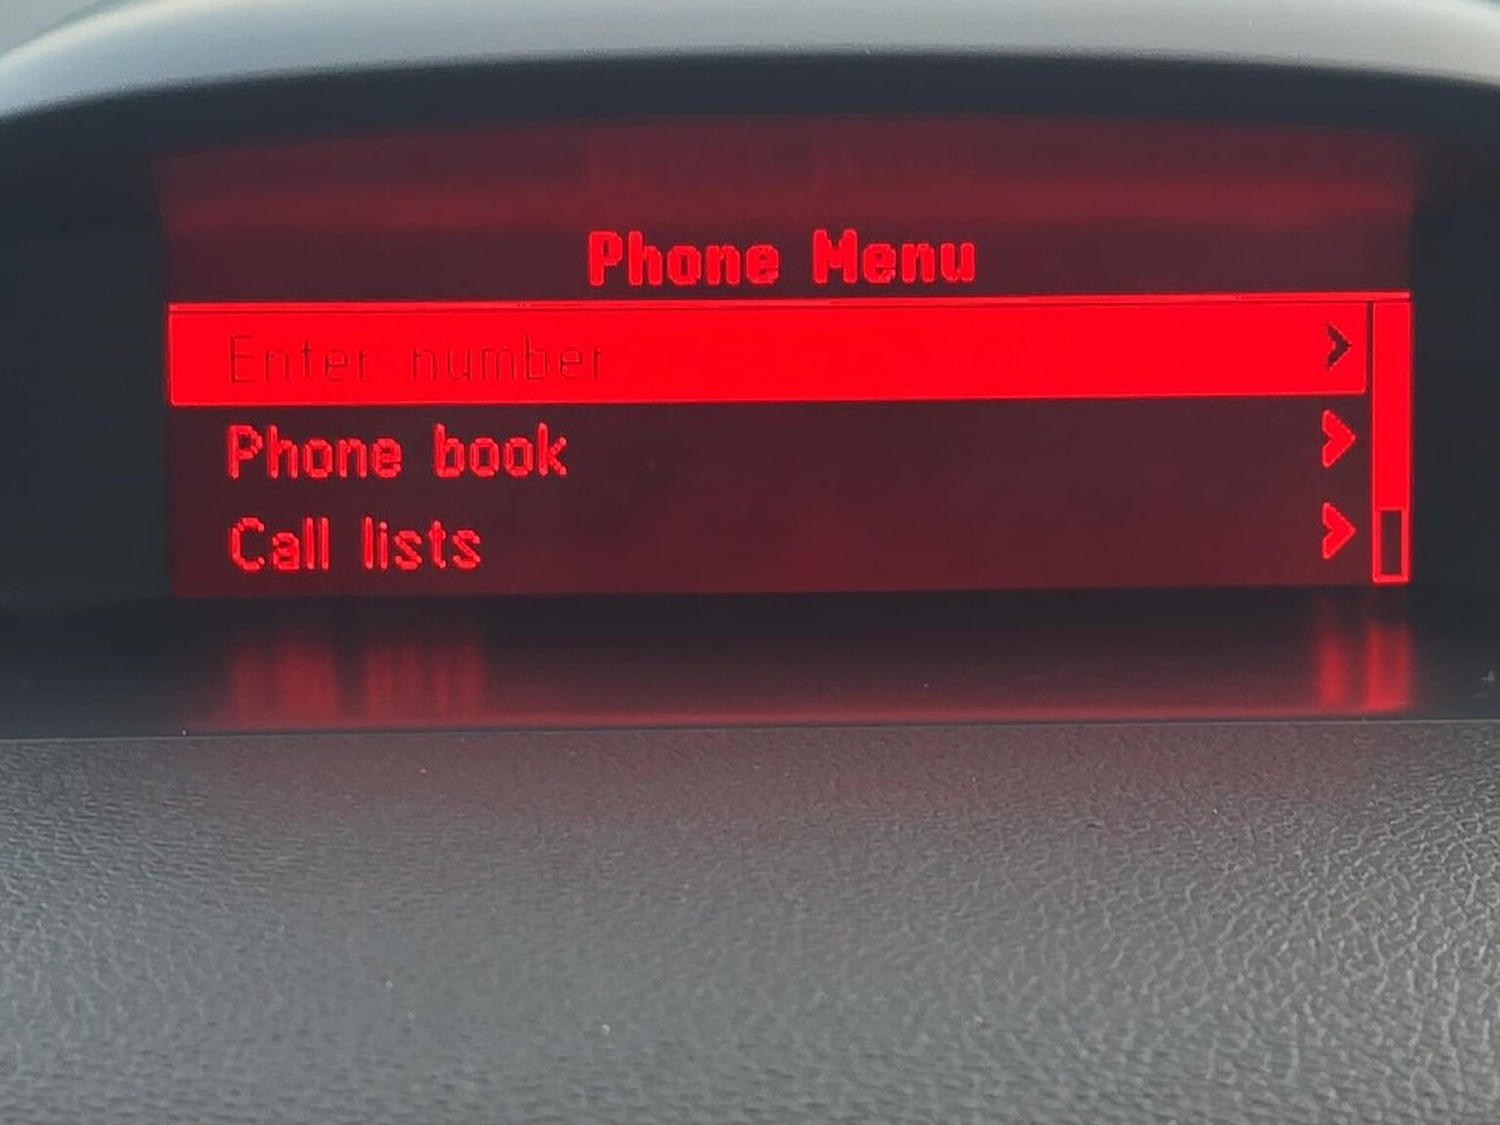 Phone Menu
Enter number
Phone book
Call lists